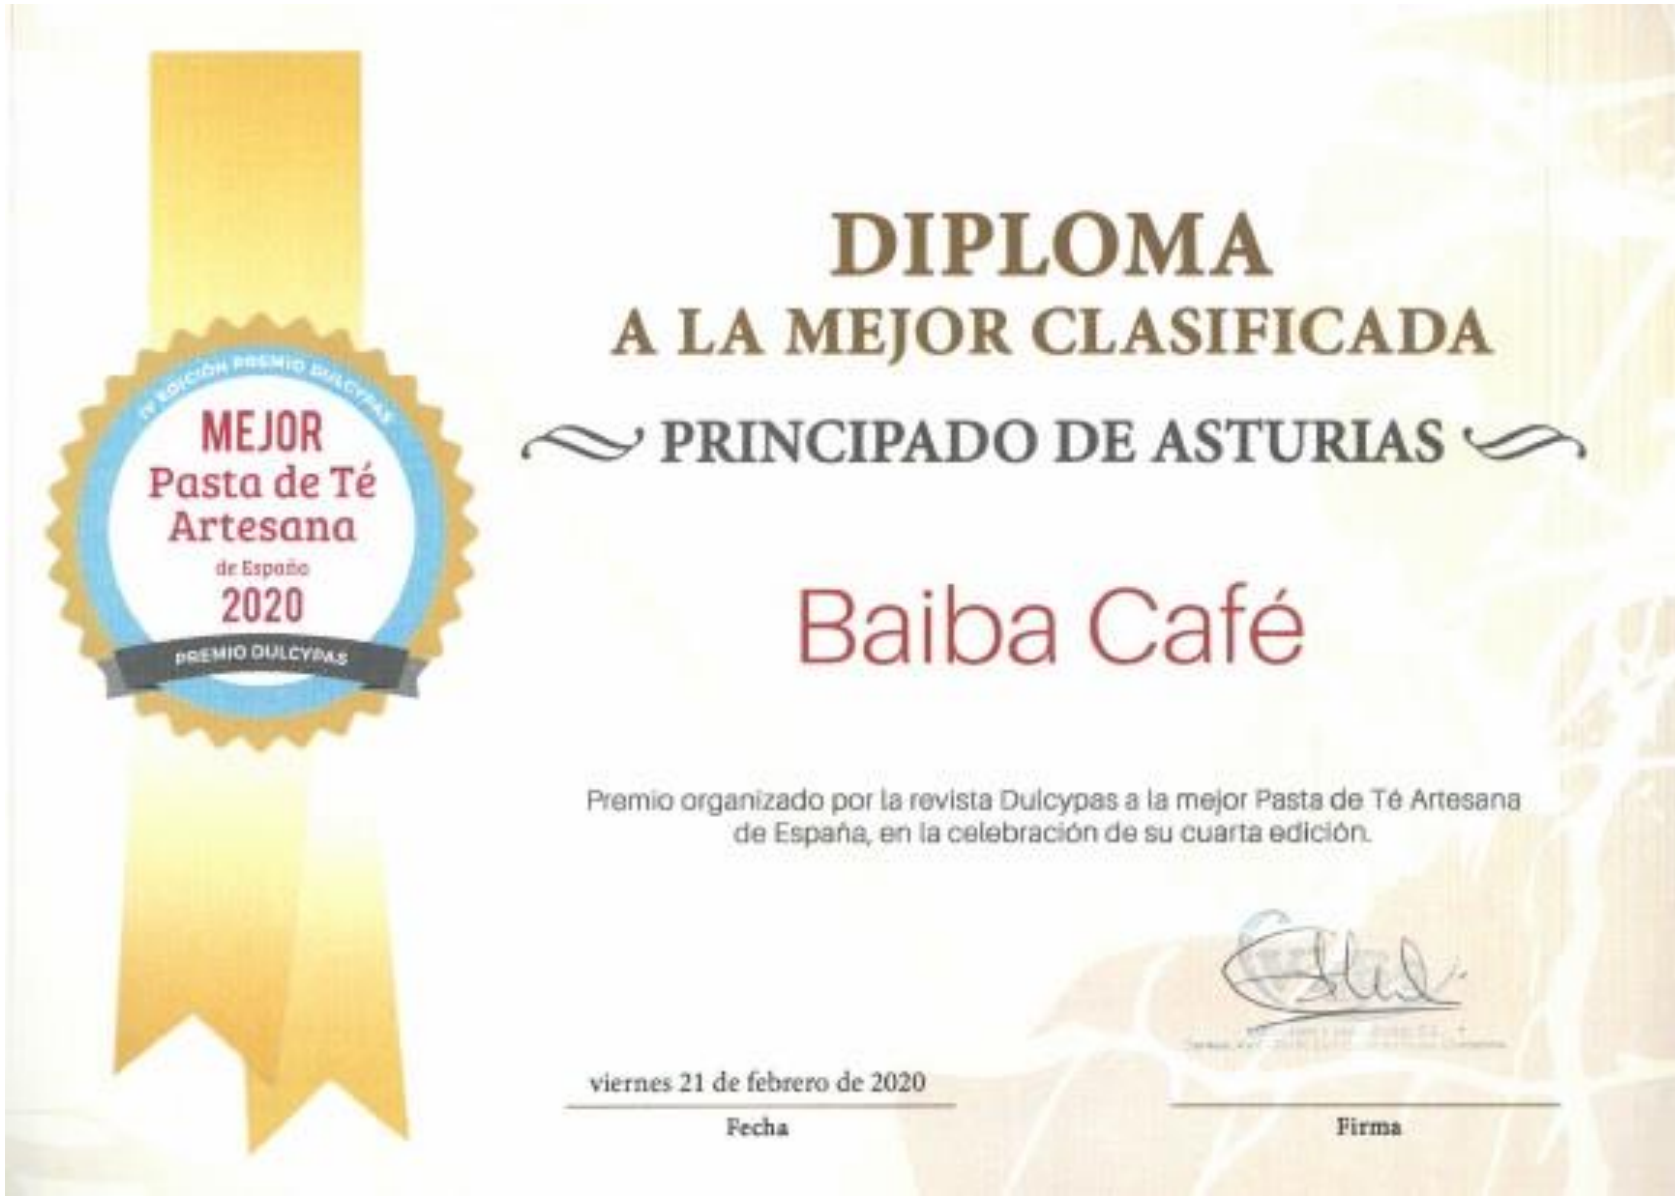 IV EDICIÓN PREMIO DULCYPAS
MEJOR
Pasta de Té
Artesana
de España
2020
PREMIO DULCYPAS
DIPLOMA
A LA MEJOR CLASIFICADA
PRINCIPADO DE ASTURIAS
Baiba Café
Premio organizado por la revista Dulcypas a la mejor Pasta de Té Artesana
de España, en la celebración de su cuarta edición.
viernes 21 de febrero de 2020
Fecha
Firma